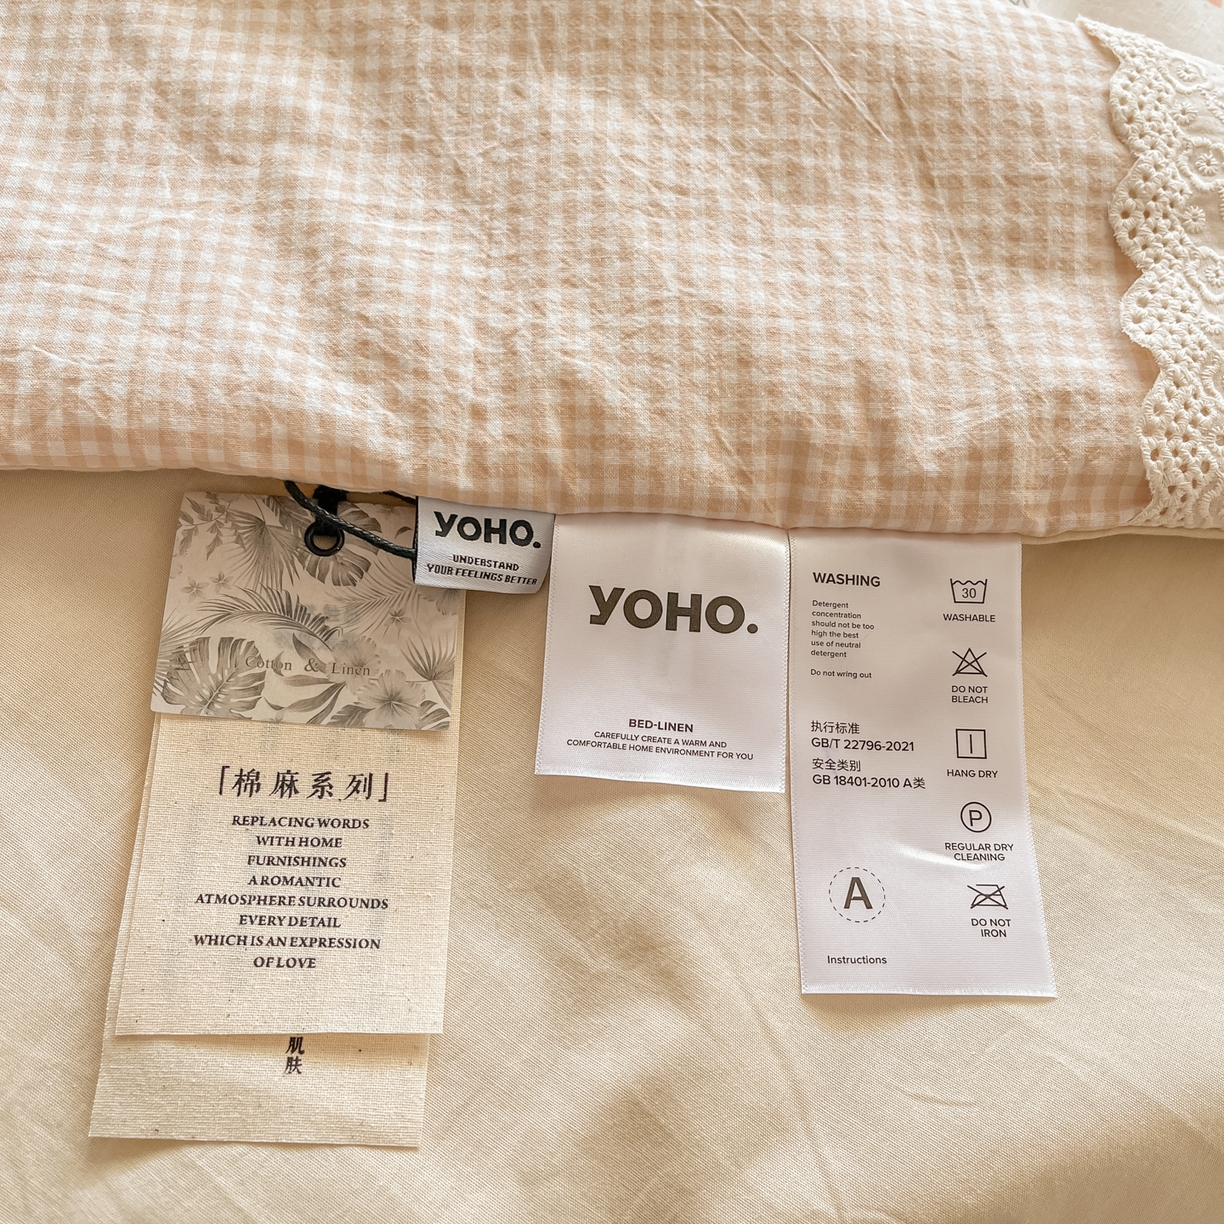 Cotton & Linen
「棉麻系列」
REPLACING WORDS
WITH HOME
FURNISHINGS
A ROMANTIC
ATMOSPHERE SURROUNDS
EVERY DETAIL
WHICH IS AN EXPRESSION
OF LOVE
肌
肤
YOHO.
UNDERSTAND
YOUR FEELINGS BETTER
YOHO.
BED-LINEN
CAREFULLY CREATE A WARM AND
COMFORTABLE HOME ENVIRONMENT FOR YOU
WASHING
Detergent
concentration
should not be too
high the best
use of neutral
detergent
Do not wring out
执行标准
GB/T 22796-2021
安全类别
GB 18401-2010 A类
A
Instructions
30
WASHABLE
DO NOT
BLEACH
HANG DRY
P
REGULAR DRY
CLEANING
DO NOT
IRON